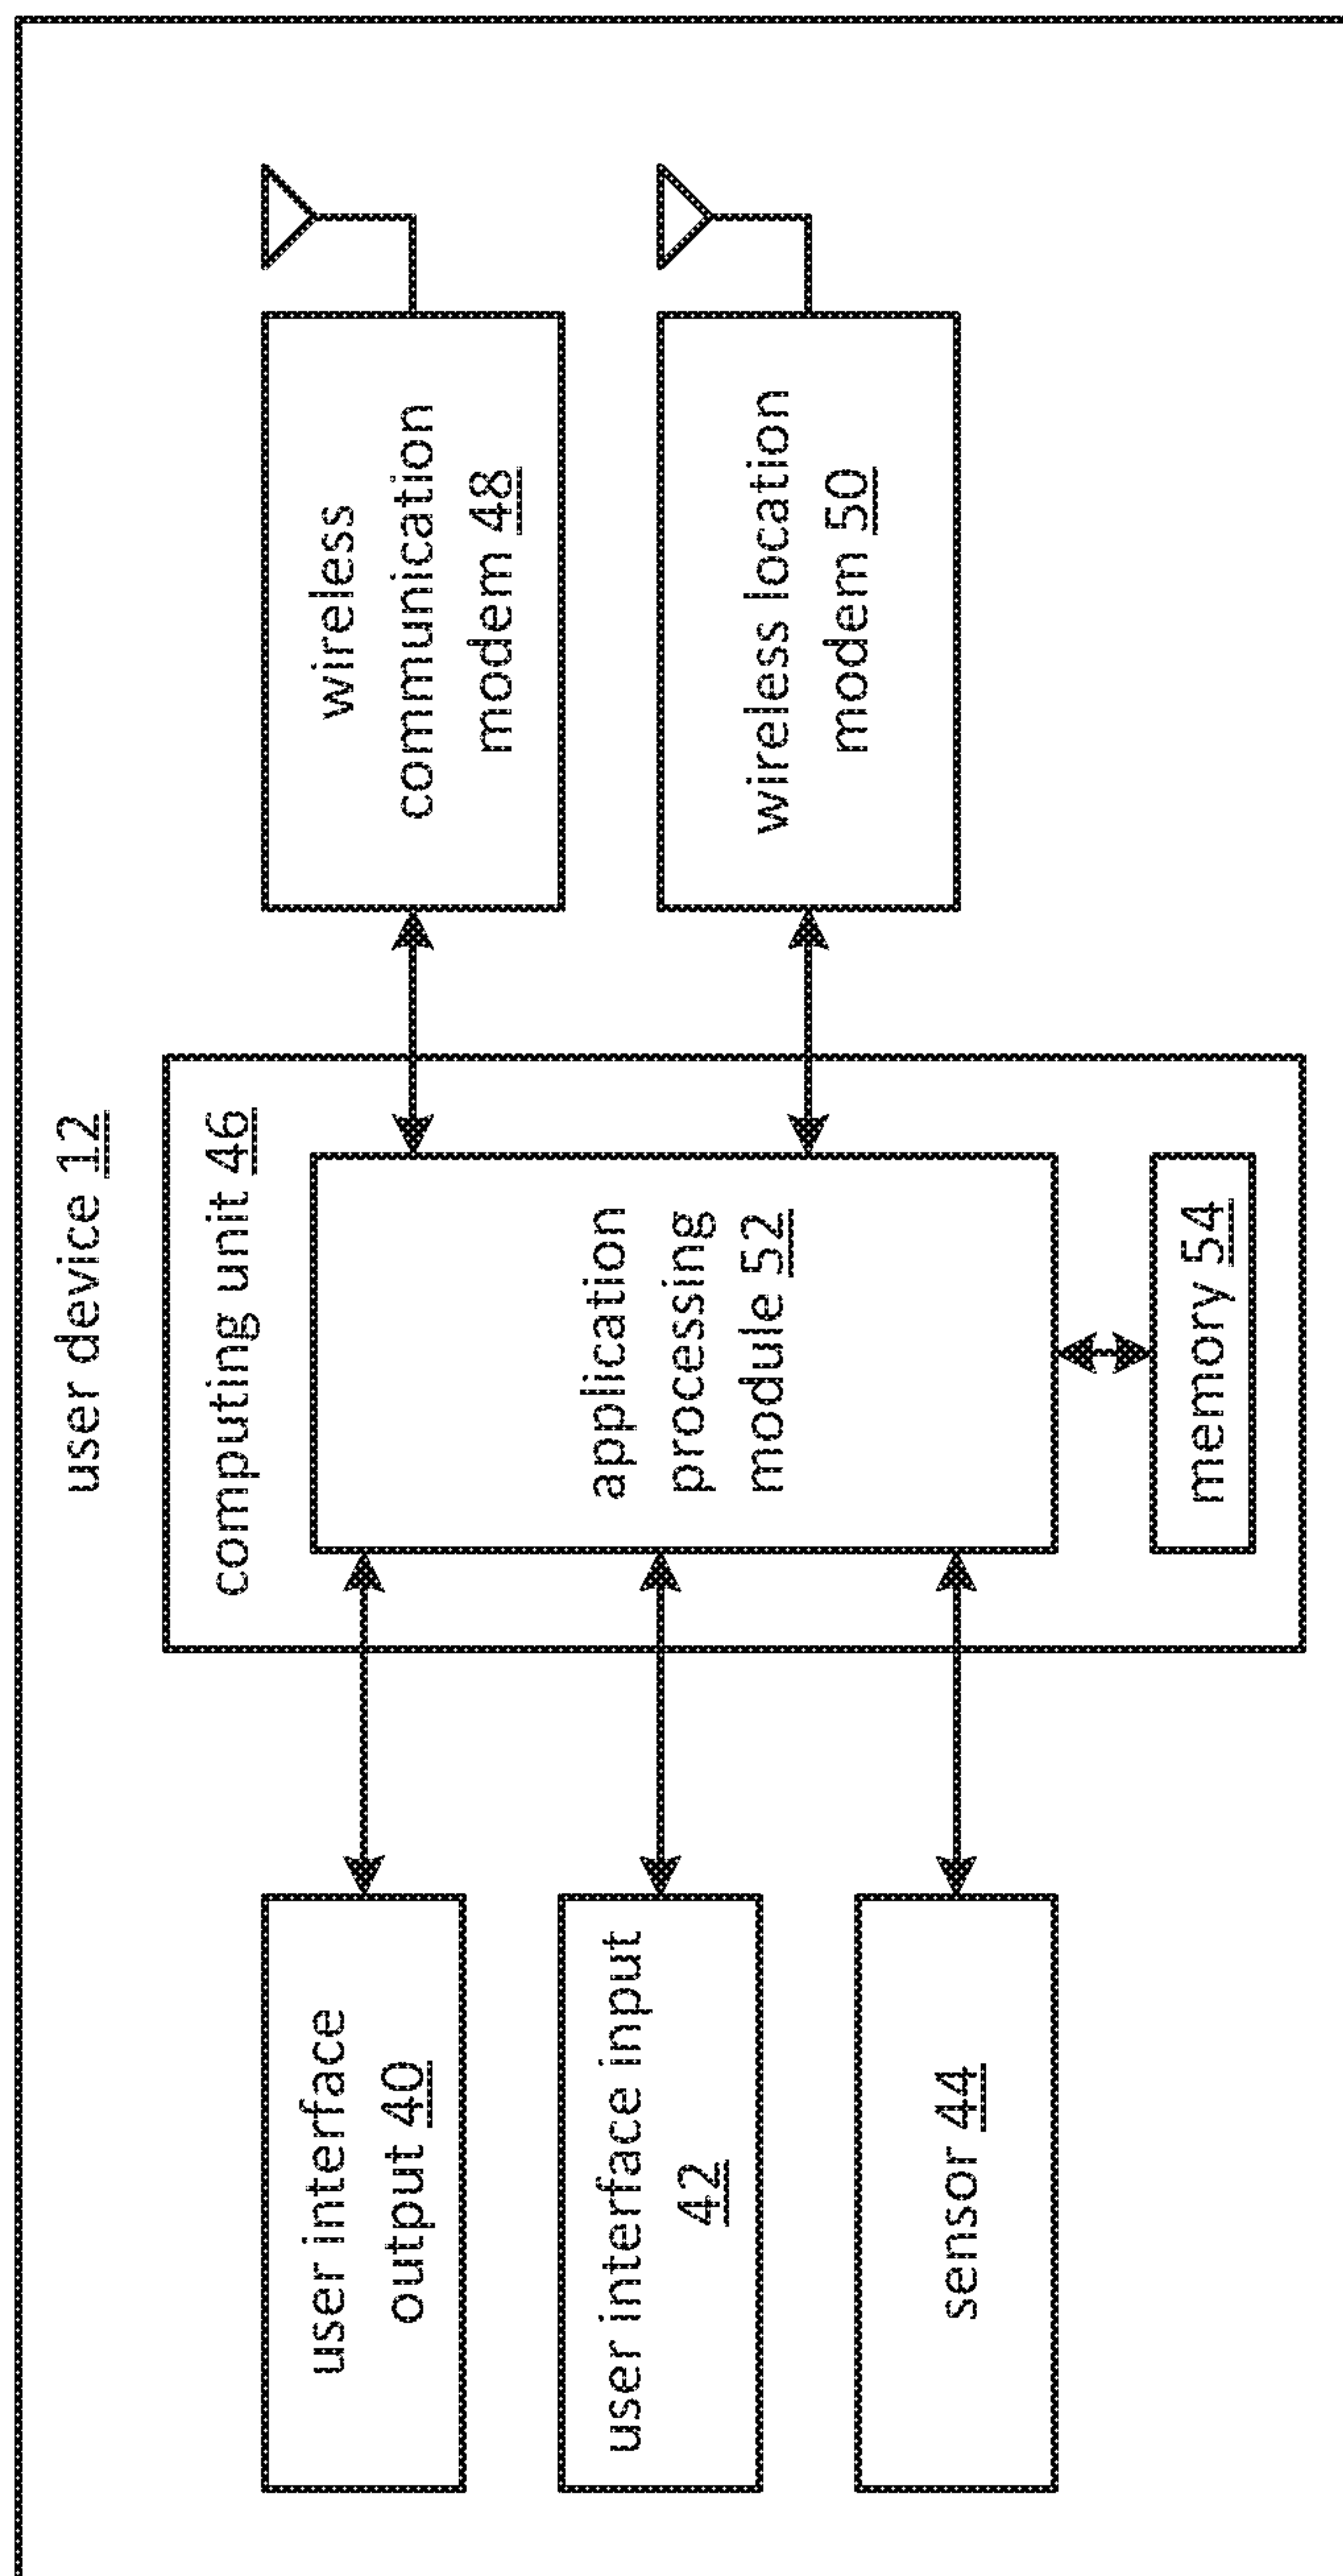 user device 12
computing unit 46
user interface
output 40
user interface input
42
sensor 44
application
processing
module 52
memory 54
wireless
communication
modem 48
wireless location
modem 50